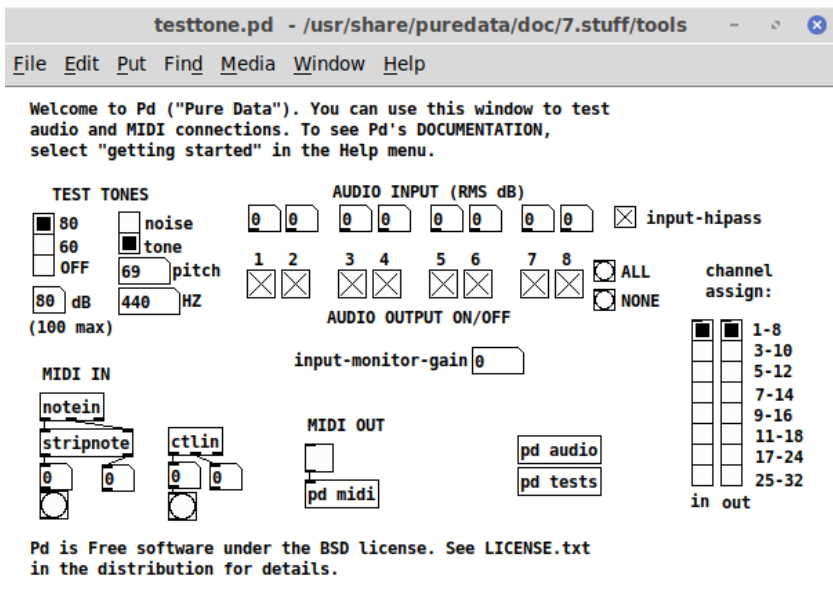 testtone.pd - /usr/share/puredata/doc/7.stuff/tools
File Edit Put Find Media Window Help
Welcome to Pd ("Pure Data"). You can use this window to test
audio and MIDI connections. To see Pd's DOCUMENTATION,
select "getting started" in the Help menu.
TEST TONES
80
60
OFF
80 dB
(100 max)
noise
tone
69 pitch
440 HZ
AUDIO INPUT (RMS dB)
0 0 0 0 0 0 0 0
input-hipass
1 2 3 4 5 6 7 8
ALL
NONE
AUDIO OUTPUT ON/OFF
input-monitor-gain 0
channel
assign:
1-8
3-10
5-12
7-14
9-16
11-18
17-24
25-32
in out
MIDI IN
notein
stripnote
0 0
ctlin
0 0
MIDI OUT
pd midi
pd audio
pd tests
Pd is Free software under the BSD license. See LICENSE.txt
in the distribution for details.